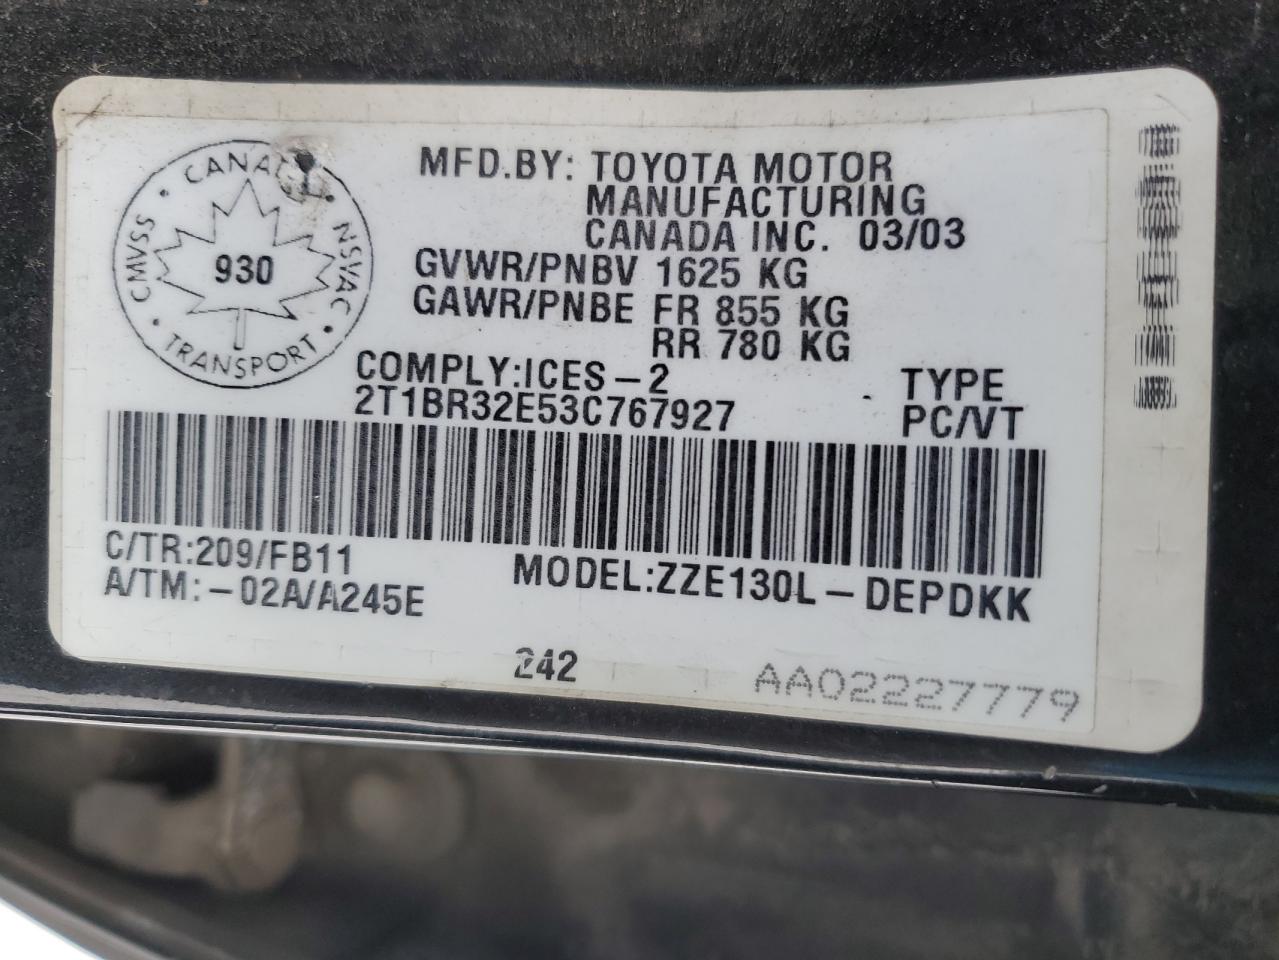 CANADA
CMVSS
NSVAC
930
TRANSPORT
MFD.BY: TOYOTA MOTOR
MANUFACTURING
CANADA INC. 03/03
GVWR/PNBV 1625 KG
GAWR/PNBE FR 855 KG
RR 780 KG
COMPLY:ICES-2
TYPE
2T1BR32E53C767927
PC/VT
C/TR:209/FB11
MODEL:ZZE130L-DEPDKK
A/TM:-02A/A245E
242
AA02227779